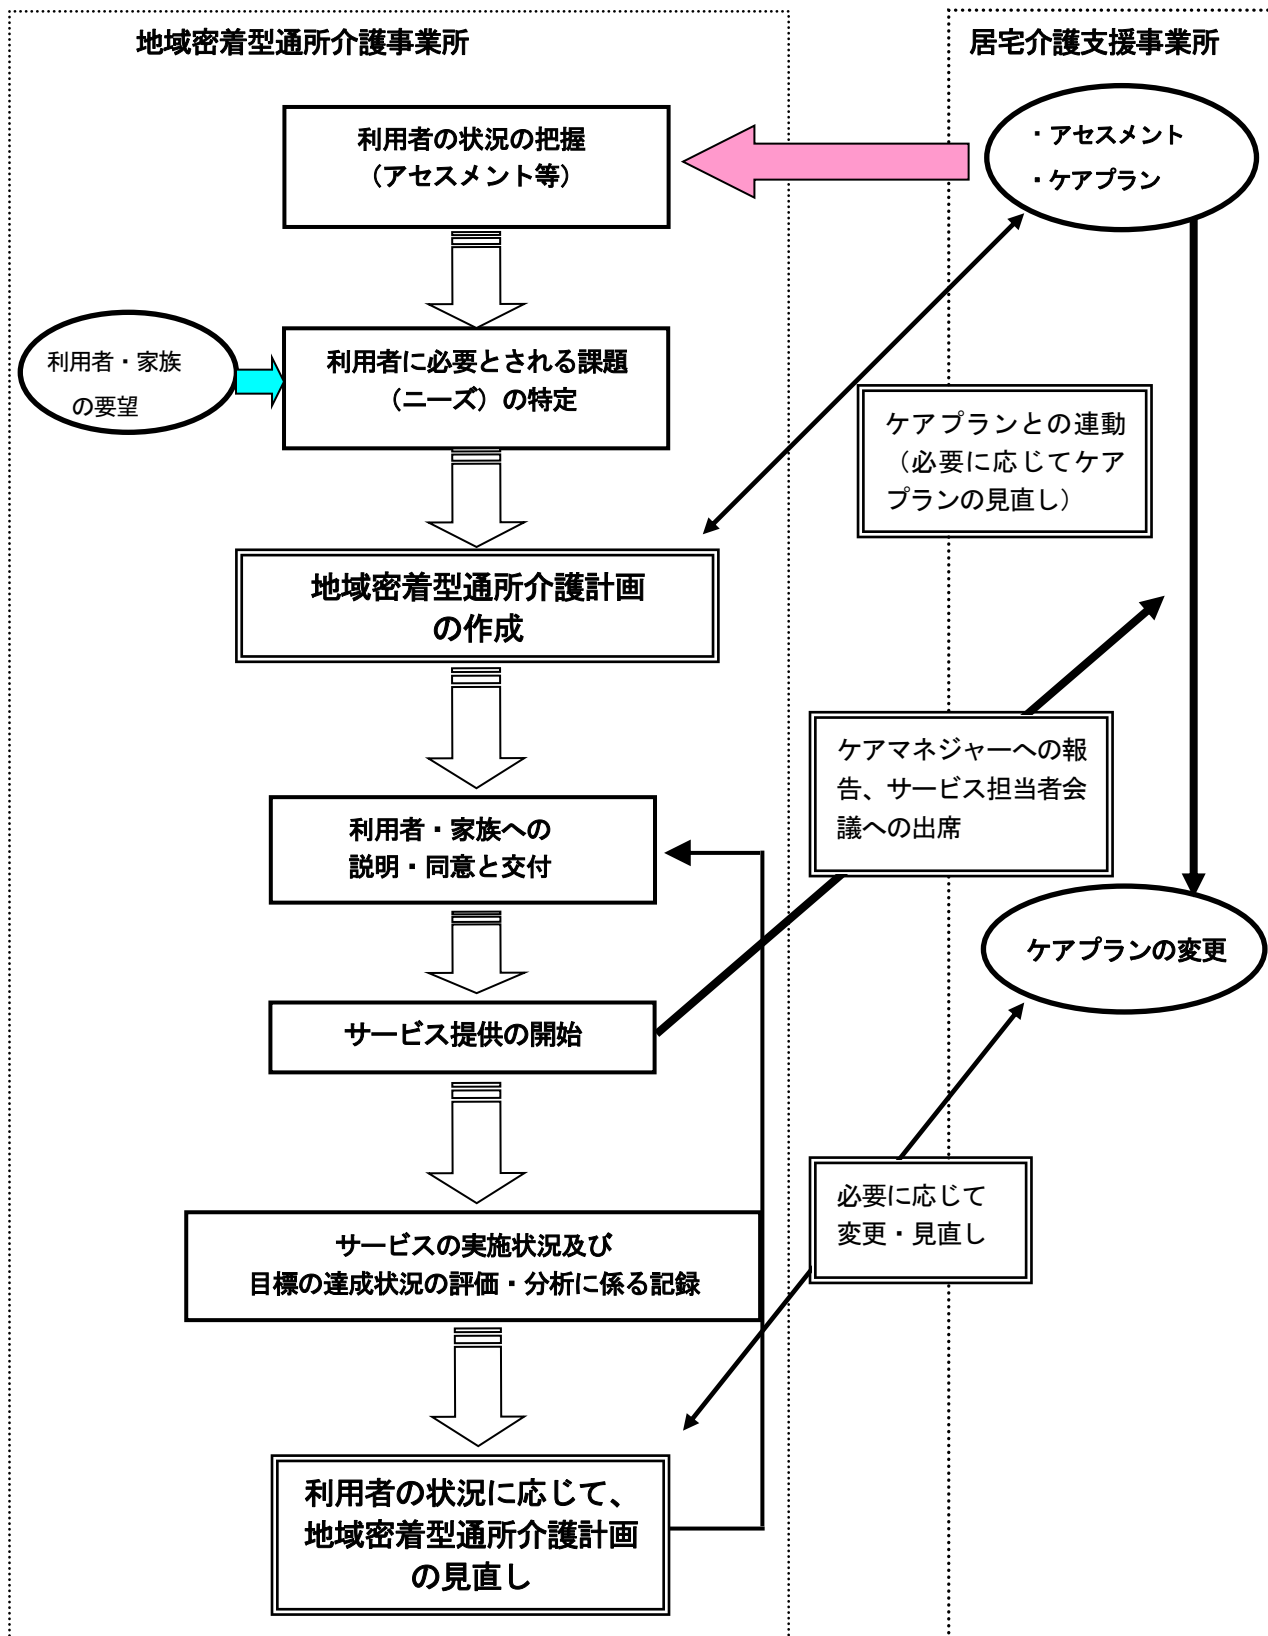 地域密着型通所介護事業所
居宅介護支援事業所
利用者の状況の把握
（アセスメント等）
・アセスメント
・ケアプラン
利用者・家族
の要望
利用者に必要とされる課題
（ニーズ）の特定
ケアプランとの連動
（必要に応じてケア
プランの見直し）
地域密着型通所介護計画
の作成
ケアマネジャーへの報
告、サービス担当者会
議への出席
利用者・家族への
説明・同意と交付
ケアプランの変更
サービス提供の開始
必要に応じて
変更・見直し
サービスの実施状況及び
目標の達成状況の評価・分析に係る記録
利用者の状況に応じて、
地域密着型通所介護計画
の見直し